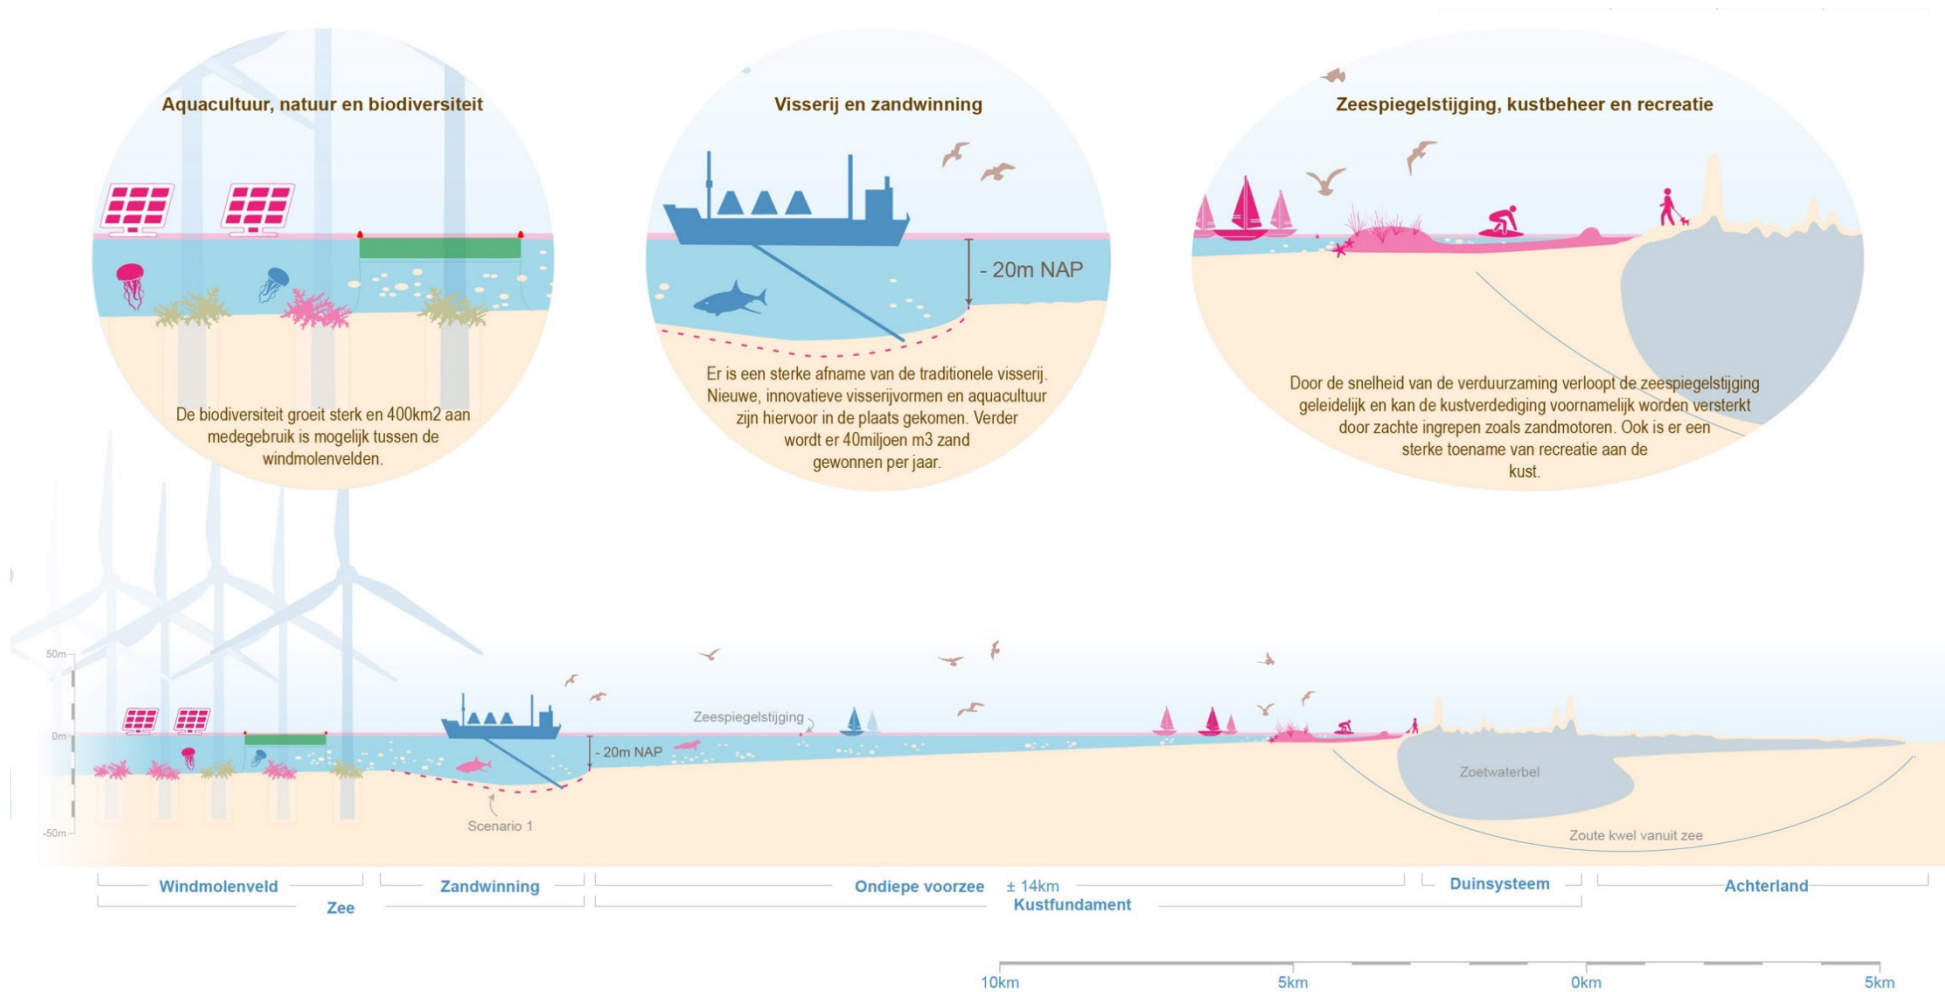 Aquacultuur, natuur en biodiversiteit
De biodiversiteit groeit sterk en 400km2 aan
medegebruik is mogelijk tussen de
windmolenvelden.
Visserij en zandwinning
- 20m NAP
Er is een sterke afname van de traditionele visserij.
Nieuwe, innovatieve visserijvormen en aquacultuur
zijn hiervoor in de plaats gekomen. Verder
wordt er 40miljoen m3 zand
gewonnen per jaar.
Zeespiegelstijging, kustbeheer en recreatie
Door de snelheid van de verduurzaming verloopt de zeespiegelstijging
geleidelijk en kan de kustverdediging voornamelijk worden versterkt
door zachte ingrepen zoals zandmotoren. Ook is er een
sterke toename van recreatie aan de
kust.
50m
0m
-50m
Zeespiegelstijging
- 20m NAP
Scenario 1
Zoetwaterbel
Zoute kwel vanuit zee
Windmolenveld
Zandwinning
Ondiepe voorzee ± 14km
Duinsysteem
Achterland
Zee
Kustfundament
10km
5km
0km
5km